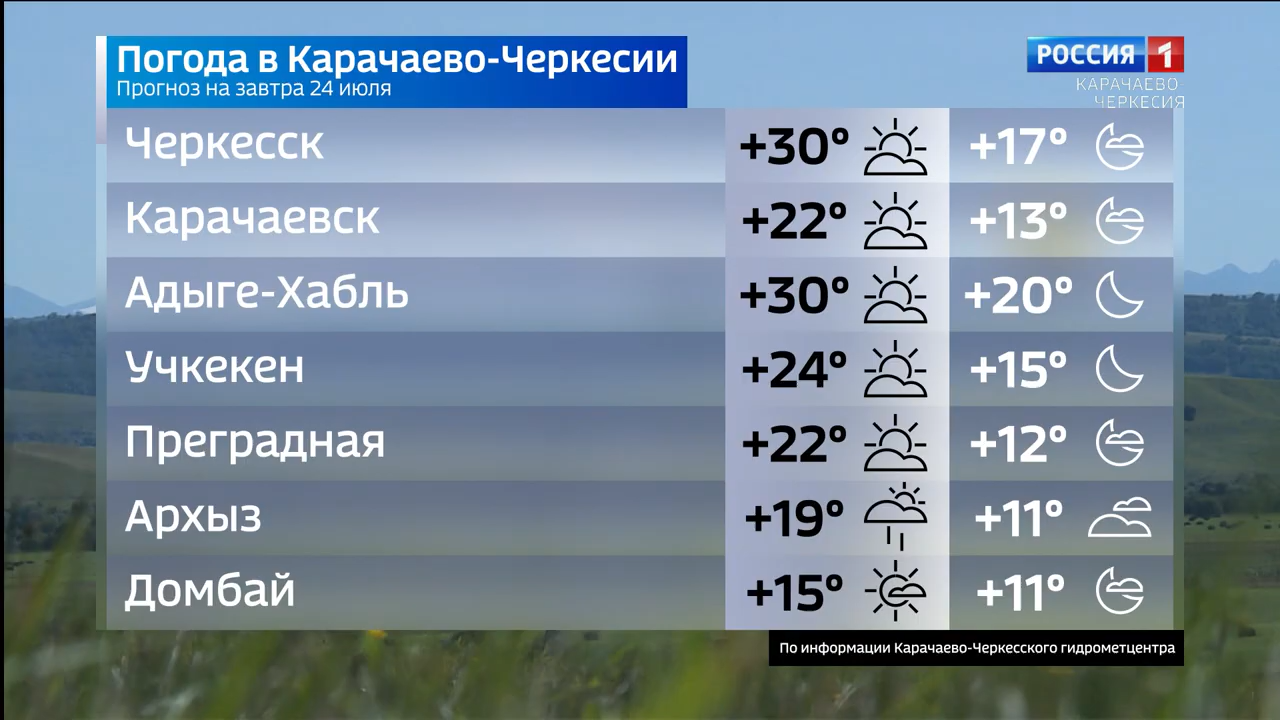 Погода в Карачаево-Черкесии
Прогноз на завтра 24 июля
РОССИЯ 1
КАРАЧАЕВО-
ЧЕРКЕСИЯ
Черкесск +30° +17°
Карачаевск +22° +13°
Адыге-Хабль +30° +20°
Учкекен +24° +15°
Преградная +22° +12°
Архыз +19° +11°
Домбай +15° +11°
По информации Карачаево-Черкесского гидрометцентра